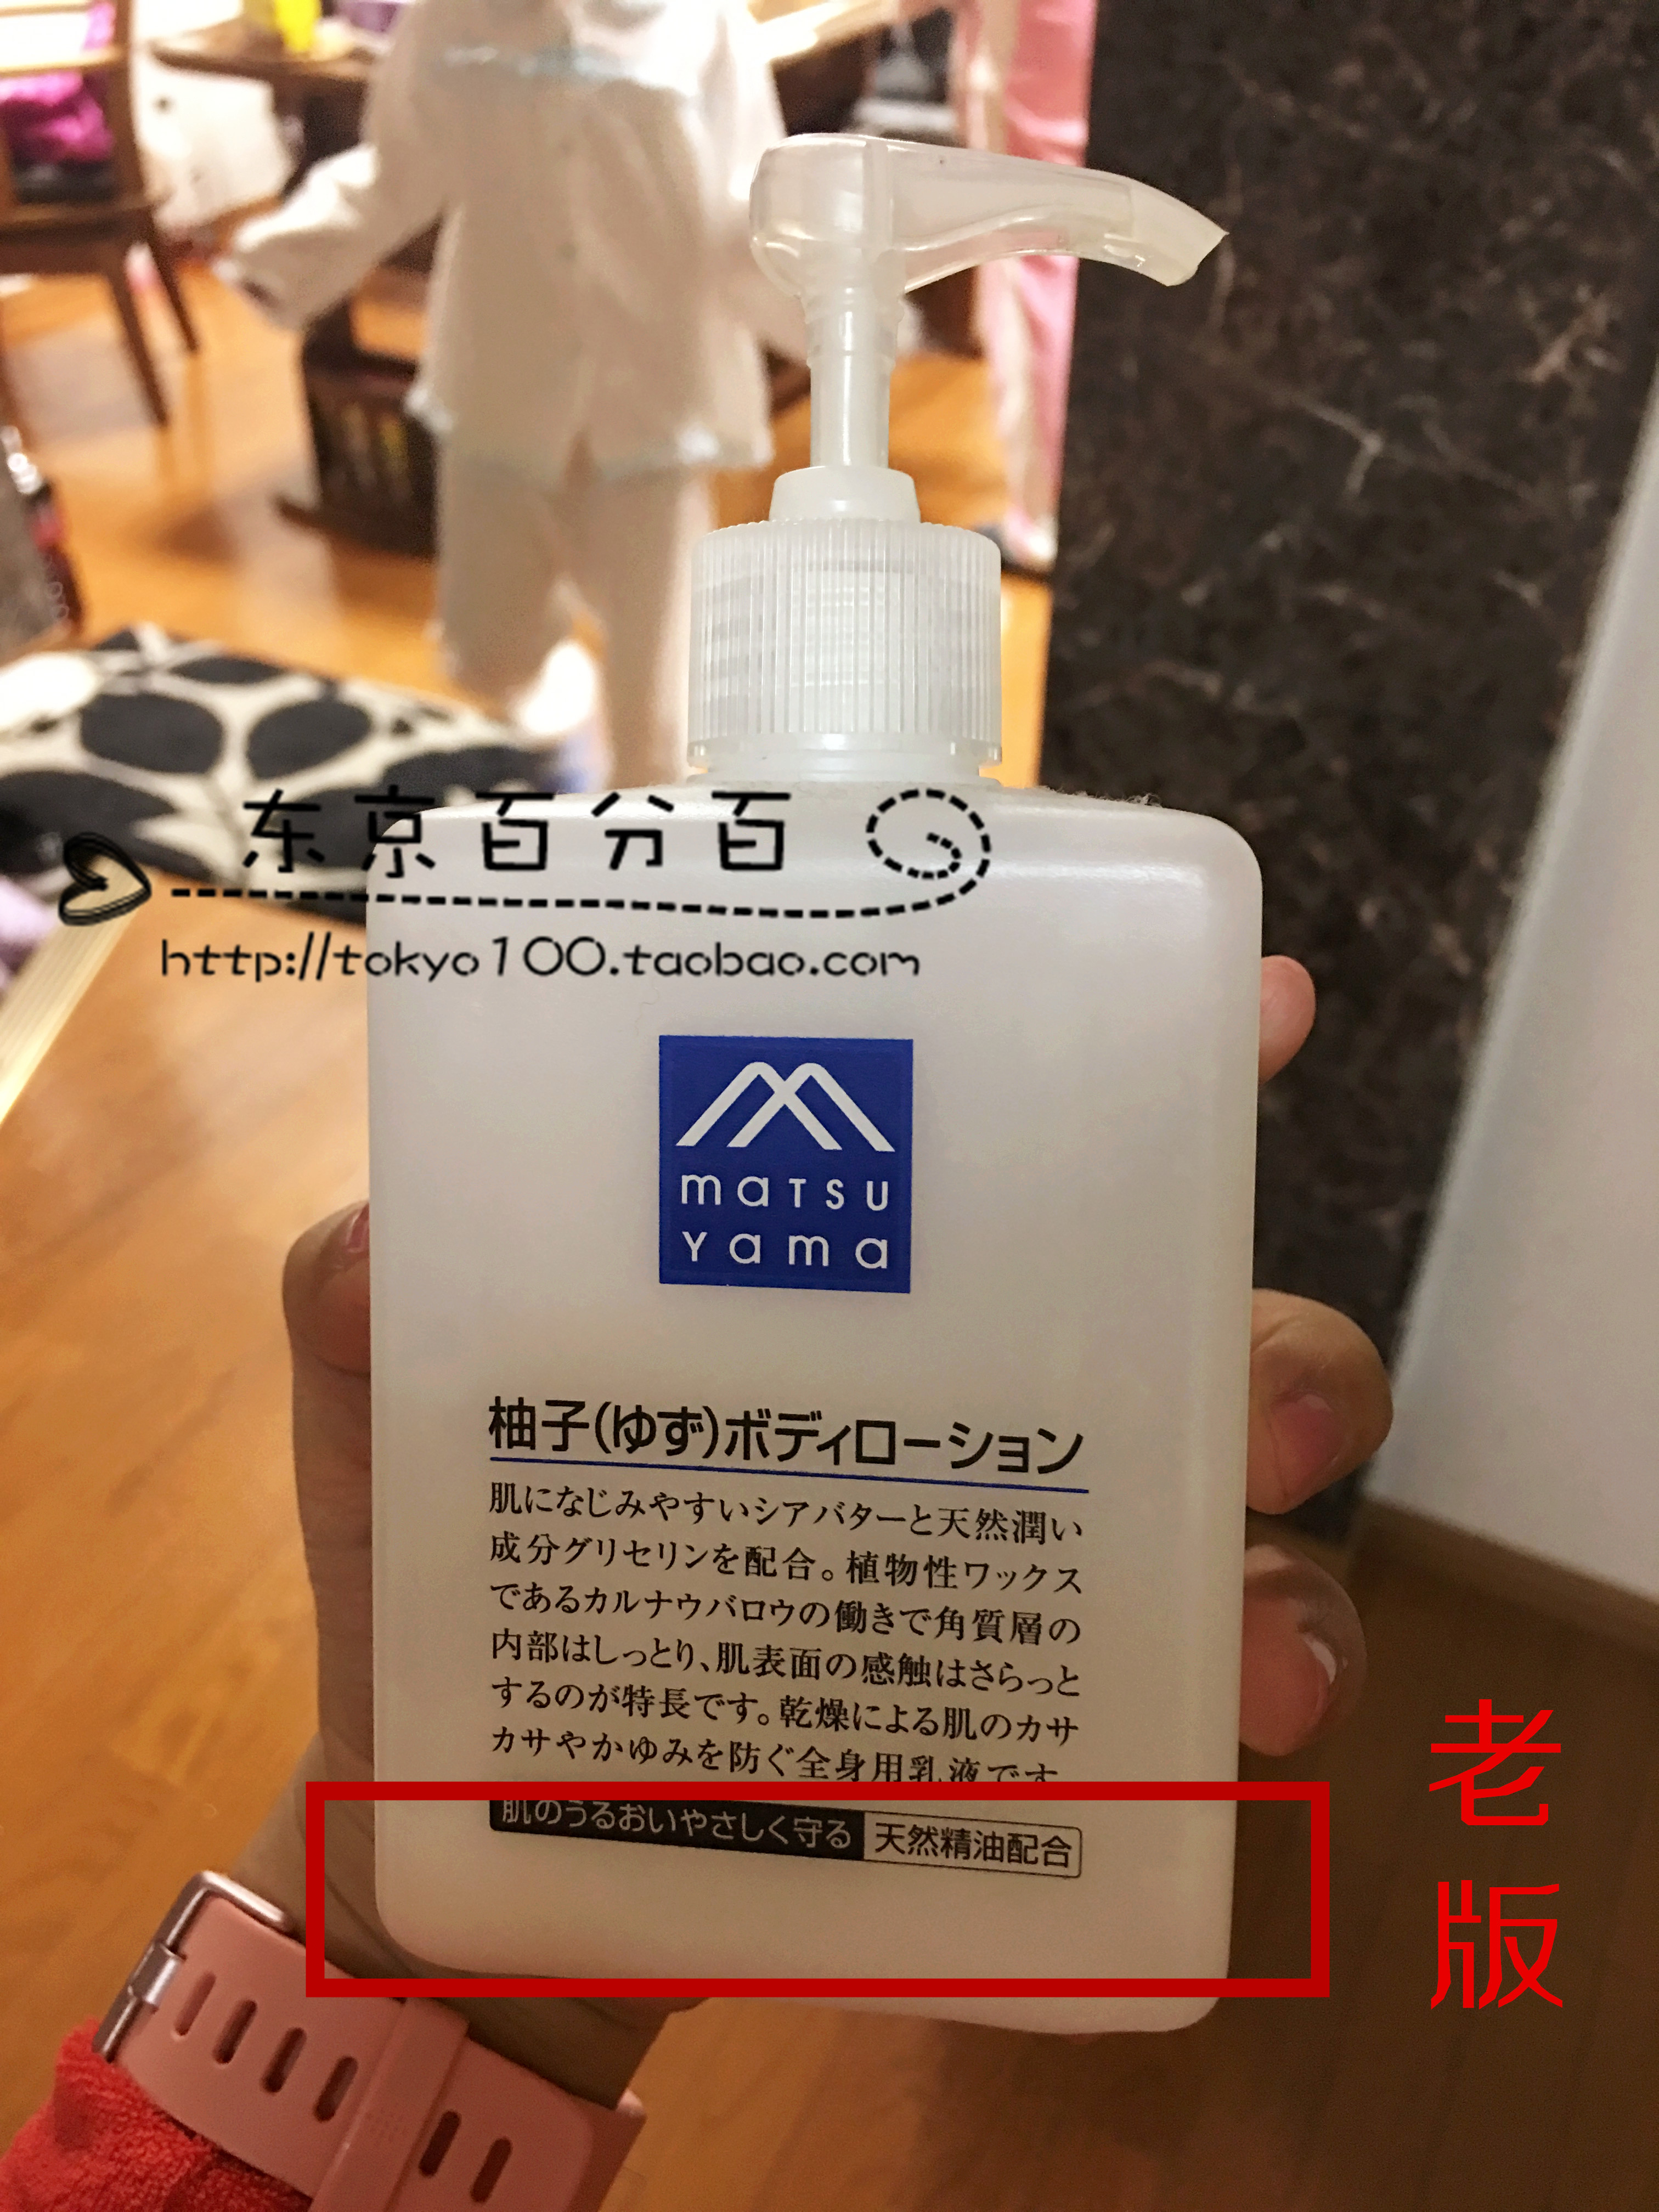 东京百分百
http://tokyo100.taobao.com
matsu
yama
柚子(ゆず)ボディローション
肌になじみやすいシアバターと天然潤い
成分グリセリンを配合。植物性ワックス
であるカルナウバロウの働きで角質層の
内部はしっとり、肌表面の感触はさらっと
するのが特長です。乾燥による肌のカサ
カサやかゆみを防ぐ全身用乳液です。
肌のうるおいやさしく守る 天然精油配合
老版